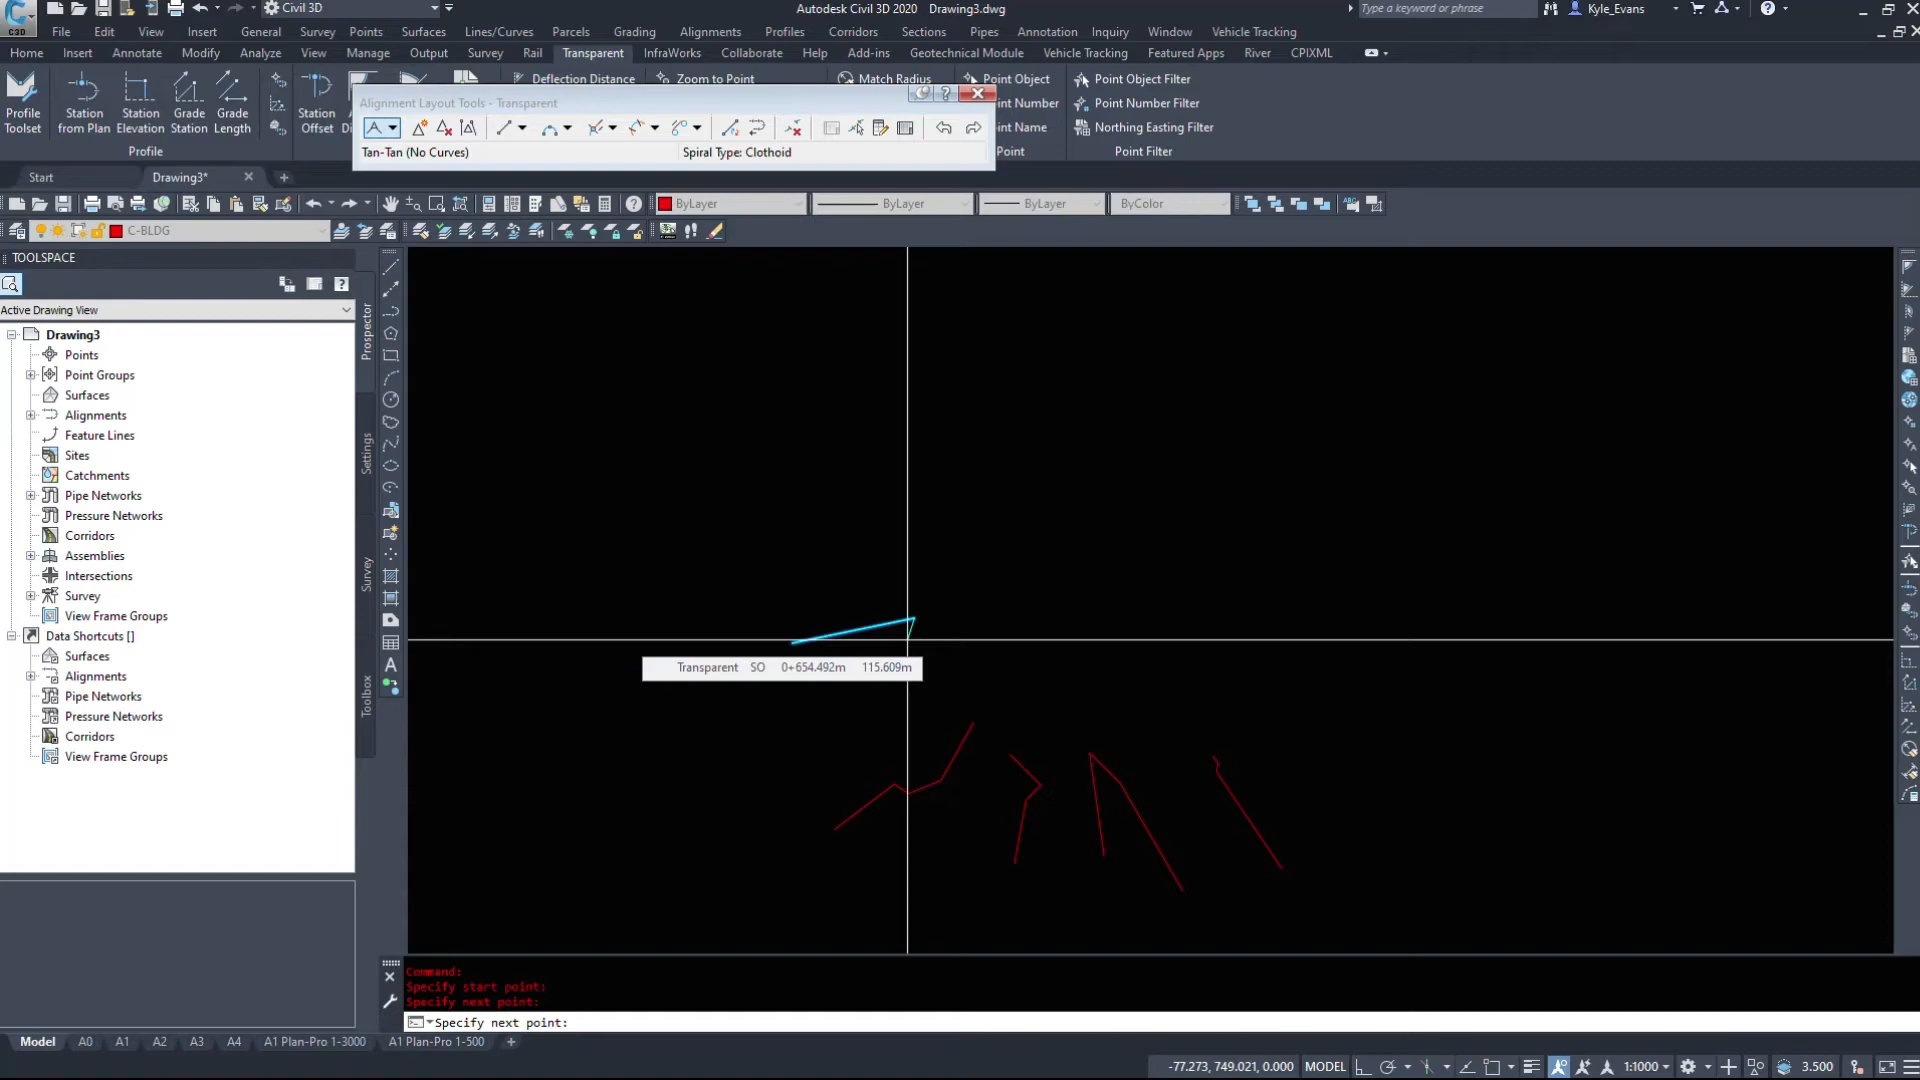 Civil 3D
Autodesk Civil 3D 2020 Drawing3.dwg
Type a keyword or phrase
Kyle_Evans
C3D
File Edit View Insert General Survey Points Surfaces Lines/Curves Parcels Grading Alignments Profiles Corridors Sections Pipes Annotation Inquiry Window Vehicle Tracking
Home Insert Annotate Modify Analyze View Manage Output Survey Rail Transparent InfraWorks Collaborate Help Add-ins Geotechnical Module Vehicle Tracking Featured Apps River CPIXML
Profile Toolset
Station from Plan
Station Elevation
Grade Station
Grade Length
Station Offset
Deflection Distance
Zoom to Point
Match Radius
Point Object
Point Object Filter
int Number
Point Number Filter
int Name
Northing Easting Filter
Profile
Point
Point Filter
Alignment Layout Tools - Transparent
Tan-Tan (No Curves)
Spiral Type: Clothoid
Start
Drawing3*
ByLayer
ByLayer
ByLayer
ByColor
C-BLDG
TOOLSPACE
Active Drawing View
Drawing3
Points
Point Groups
Surfaces
Alignments
Feature Lines
Sites
Catchments
Pipe Networks
Pressure Networks
Corridors
Assemblies
Intersections
Survey
View Frame Groups
Data Shortcuts []
Surfaces
Alignments
Pipe Networks
Pressure Networks
Corridors
View Frame Groups
Prospector
Settings
Survey
Toolbox
Transparent SO 0+654.492m 115.609m
Command:
Specify start point:
Specify next point:
Specify next point:
Model A0 A1 A2 A3 A4 A1 Plan-Pro 1-3000 A1 Plan-Pro 1-500
-77.273, 749.021, 0.000 MODEL 1:1000 3.500